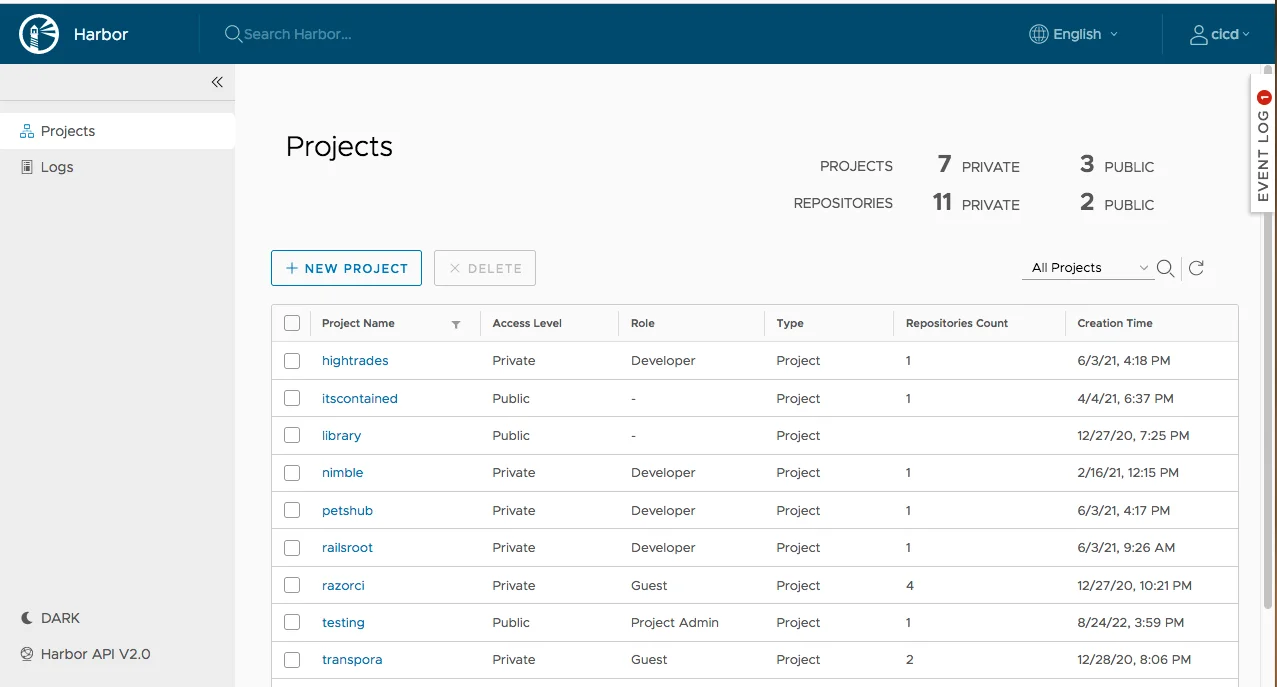 Harbor
Search Harbor...
English
cicd
Projects
Logs
DARK
Harbor API V2.0
EVENT LOG 1
Projects
PROJECTS 7 PRIVATE 3 PUBLIC
REPOSITORIES 11 PRIVATE 2 PUBLIC
+ NEW PROJECT
× DELETE
All Projects
Project Name Access Level Role Type Repositories Count Creation Time
hightrades Private Developer Project 1 6/3/21, 4:18 PM
itscontained Public - Project 1 4/4/21, 6:37 PM
library Public - Project 12/27/20, 7:25 PM
nimble Private Developer Project 1 2/16/21, 12:15 PM
petshub Private Developer Project 1 6/3/21, 4:17 PM
railsroot Private Developer Project 1 6/3/21, 9:26 AM
razorci Private Guest Project 4 12/27/20, 10:21 PM
testing Public Project Admin Project 1 8/24/22, 3:59 PM
transpora Private Guest Project 2 12/28/20, 8:06 PM